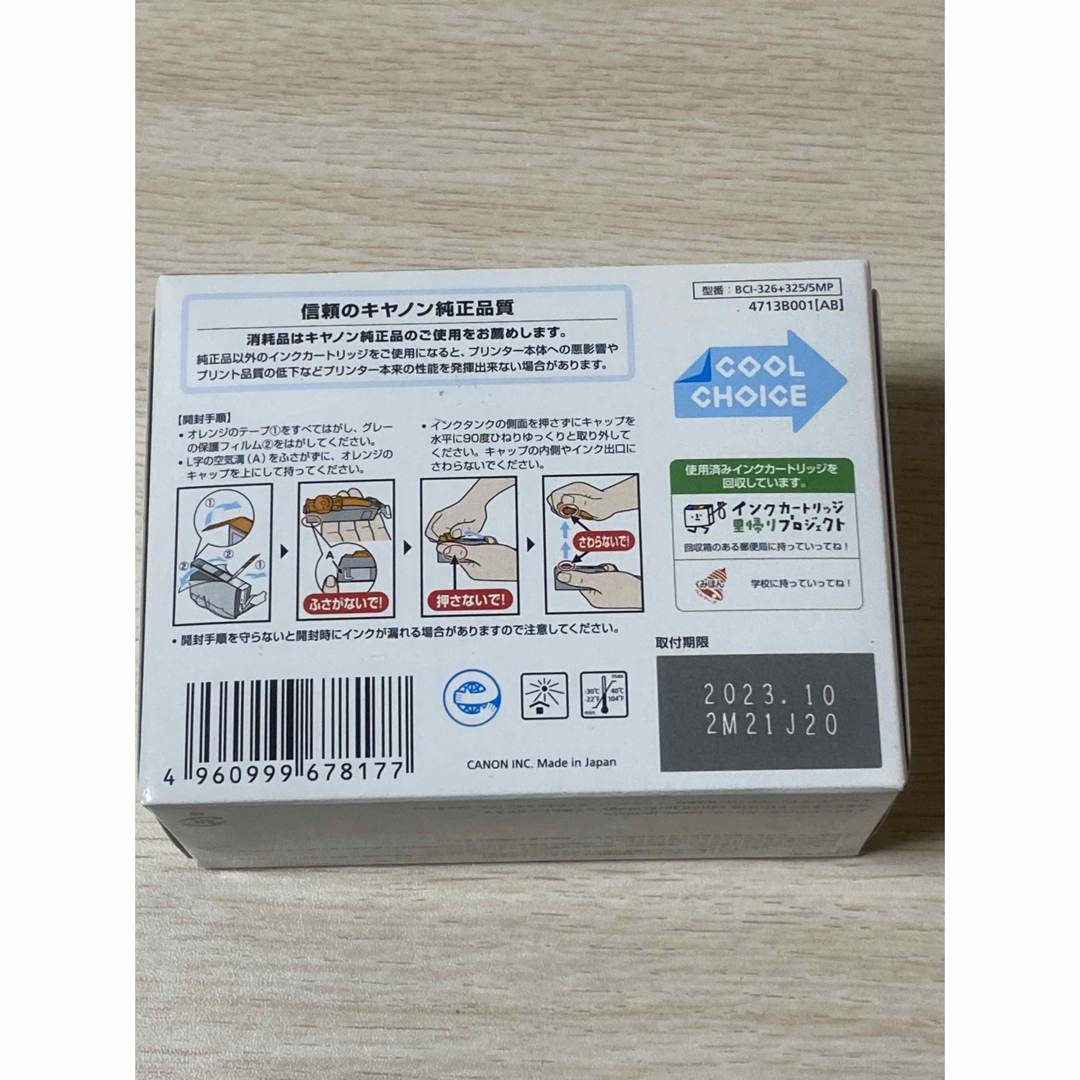 信頼のキヤノン純正品質
消耗品はキヤノン純正品のご使用をお薦めします。
純正品以外のインクカートリッジをご使用になると、プリンター本体への悪影響や
プリント品質の低下などプリンター本来の性能を発揮出来ない場合があります。
型番：BCI-326+325/5MP
4713B001[AB]
COOL
CHOICE
【開封手順】
• オレンジのテープ①をすべてはがし、グレー
の保護フィルム②をはがしてください。
• L字の空気溝(A)をふさがずに、オレンジの
キャップを上にして持ってください。
• インクタンクの側面を押さずにキャップを
水平に90度ひねりゆっくりと取り外して
ください。キャップの内側やインク出口に
さわらないでください。
①
②
②
①
A
ふさがないで!
押さないで!
さわらないで!
• 開封手順を守らないと開封時にインクが漏れる場合がありますので注意してください。
使用済みインクカートリッジを
回収しています。
インクカートリッジ
里帰りプロジェクト
回収箱のある郵便局に持っていってね!
みほん
学校に持っていってね!
取付期限
2023.10
2M21J20
max
-30℃
-22°F
40℃
104°F
min
4 960999 678177
CANON INC. Made in Japan